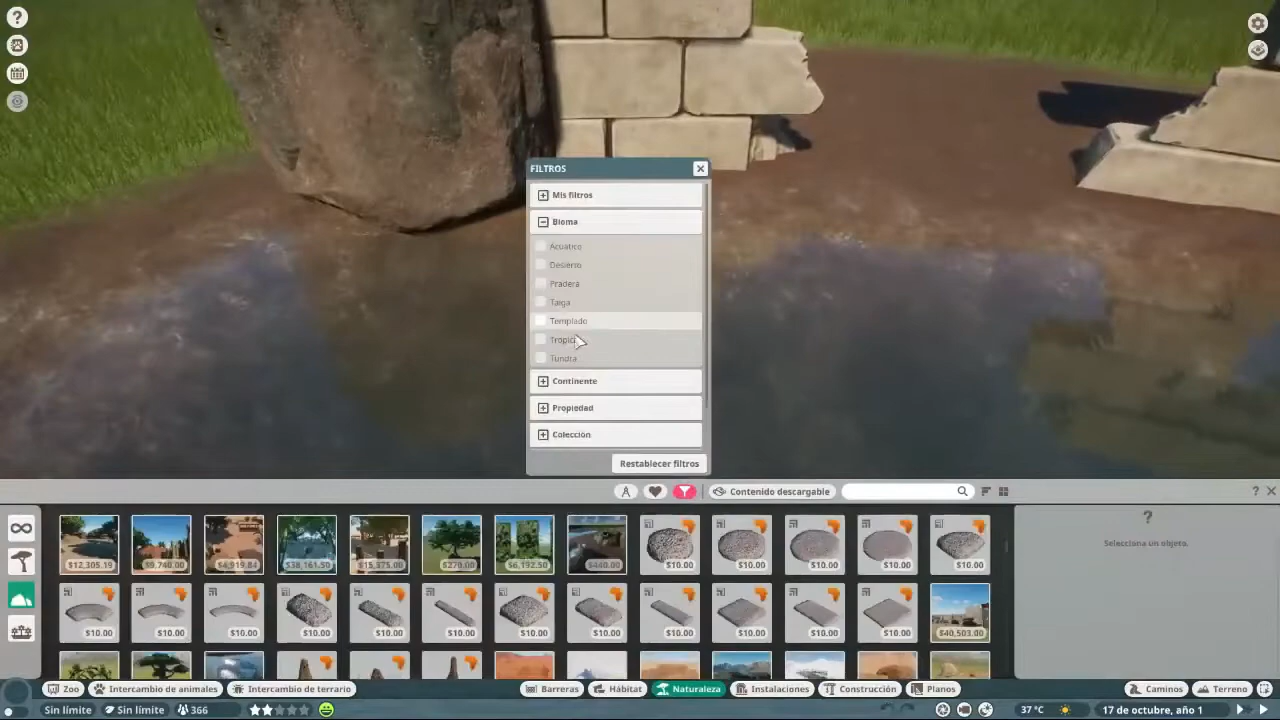 FILTROS
Mis filtros
Bioma
Acuático
Desierto
Pradera
Taiga
Templado
Tundra
Continente
Propiedad
Colección
Restablecer filtros
Contenido descargable
?
Selecciona un objeto.
$12,305.19 $9,740.00 $4,919.84 $38,161.50 $15,375.00 $270.00 $6,192.50 $440.00 $10.00 $10.00 $10.00 $10.00 $10.00
$10.00 $10.00 $10.00 $10.00 $10.00 $10.00 $10.00 $10.00 $10.00 $10.00 $10.00 $10.00 $40,503.00
Zoo Intercambio de animales Intercambio de terrario Barreras Hábitat Naturaleza Instalaciones Construcción Planos Caminos Terreno
Sin límite Sin límite 366 37 °C 17 de octubre, año 1